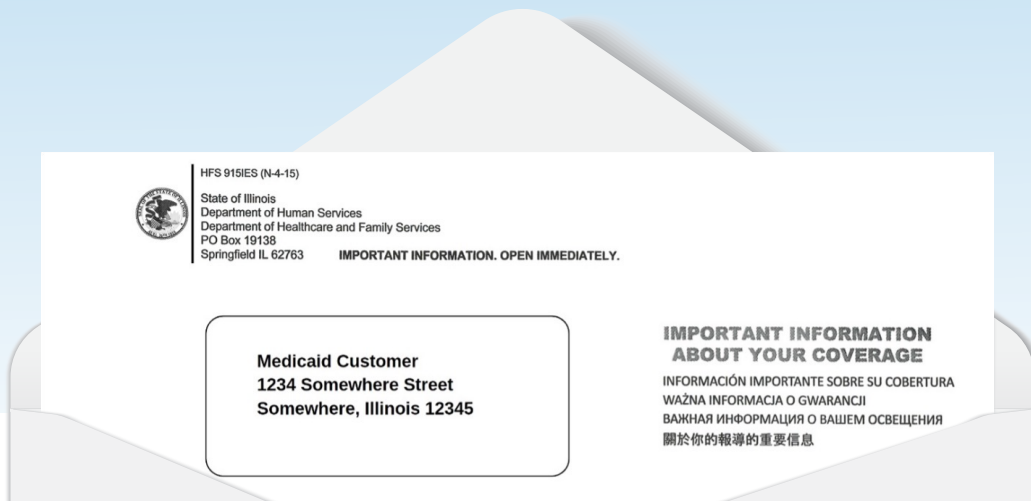 HFS 915IES (N-4-15)
State of Illinois
Department of Human Services
Department of Healthcare and Family Services
PO Box 19138
Springfield IL 62763 IMPORTANT INFORMATION. OPEN IMMEDIATELY.
Medicaid Customer
1234 Somewhere Street
Somewhere, Illinois 12345
IMPORTANT INFORMATION
ABOUT YOUR COVERAGE
INFORMACIÓN IMPORTANTE SOBRE SU COBERTURA
WAŻNA INFORMACJA O GWARANCJI
ВАЖНАЯ ИНФОРМАЦИЯ О ВАШЕМ ОСВЕЩЕНИЯ
關於你的報導的重要信息